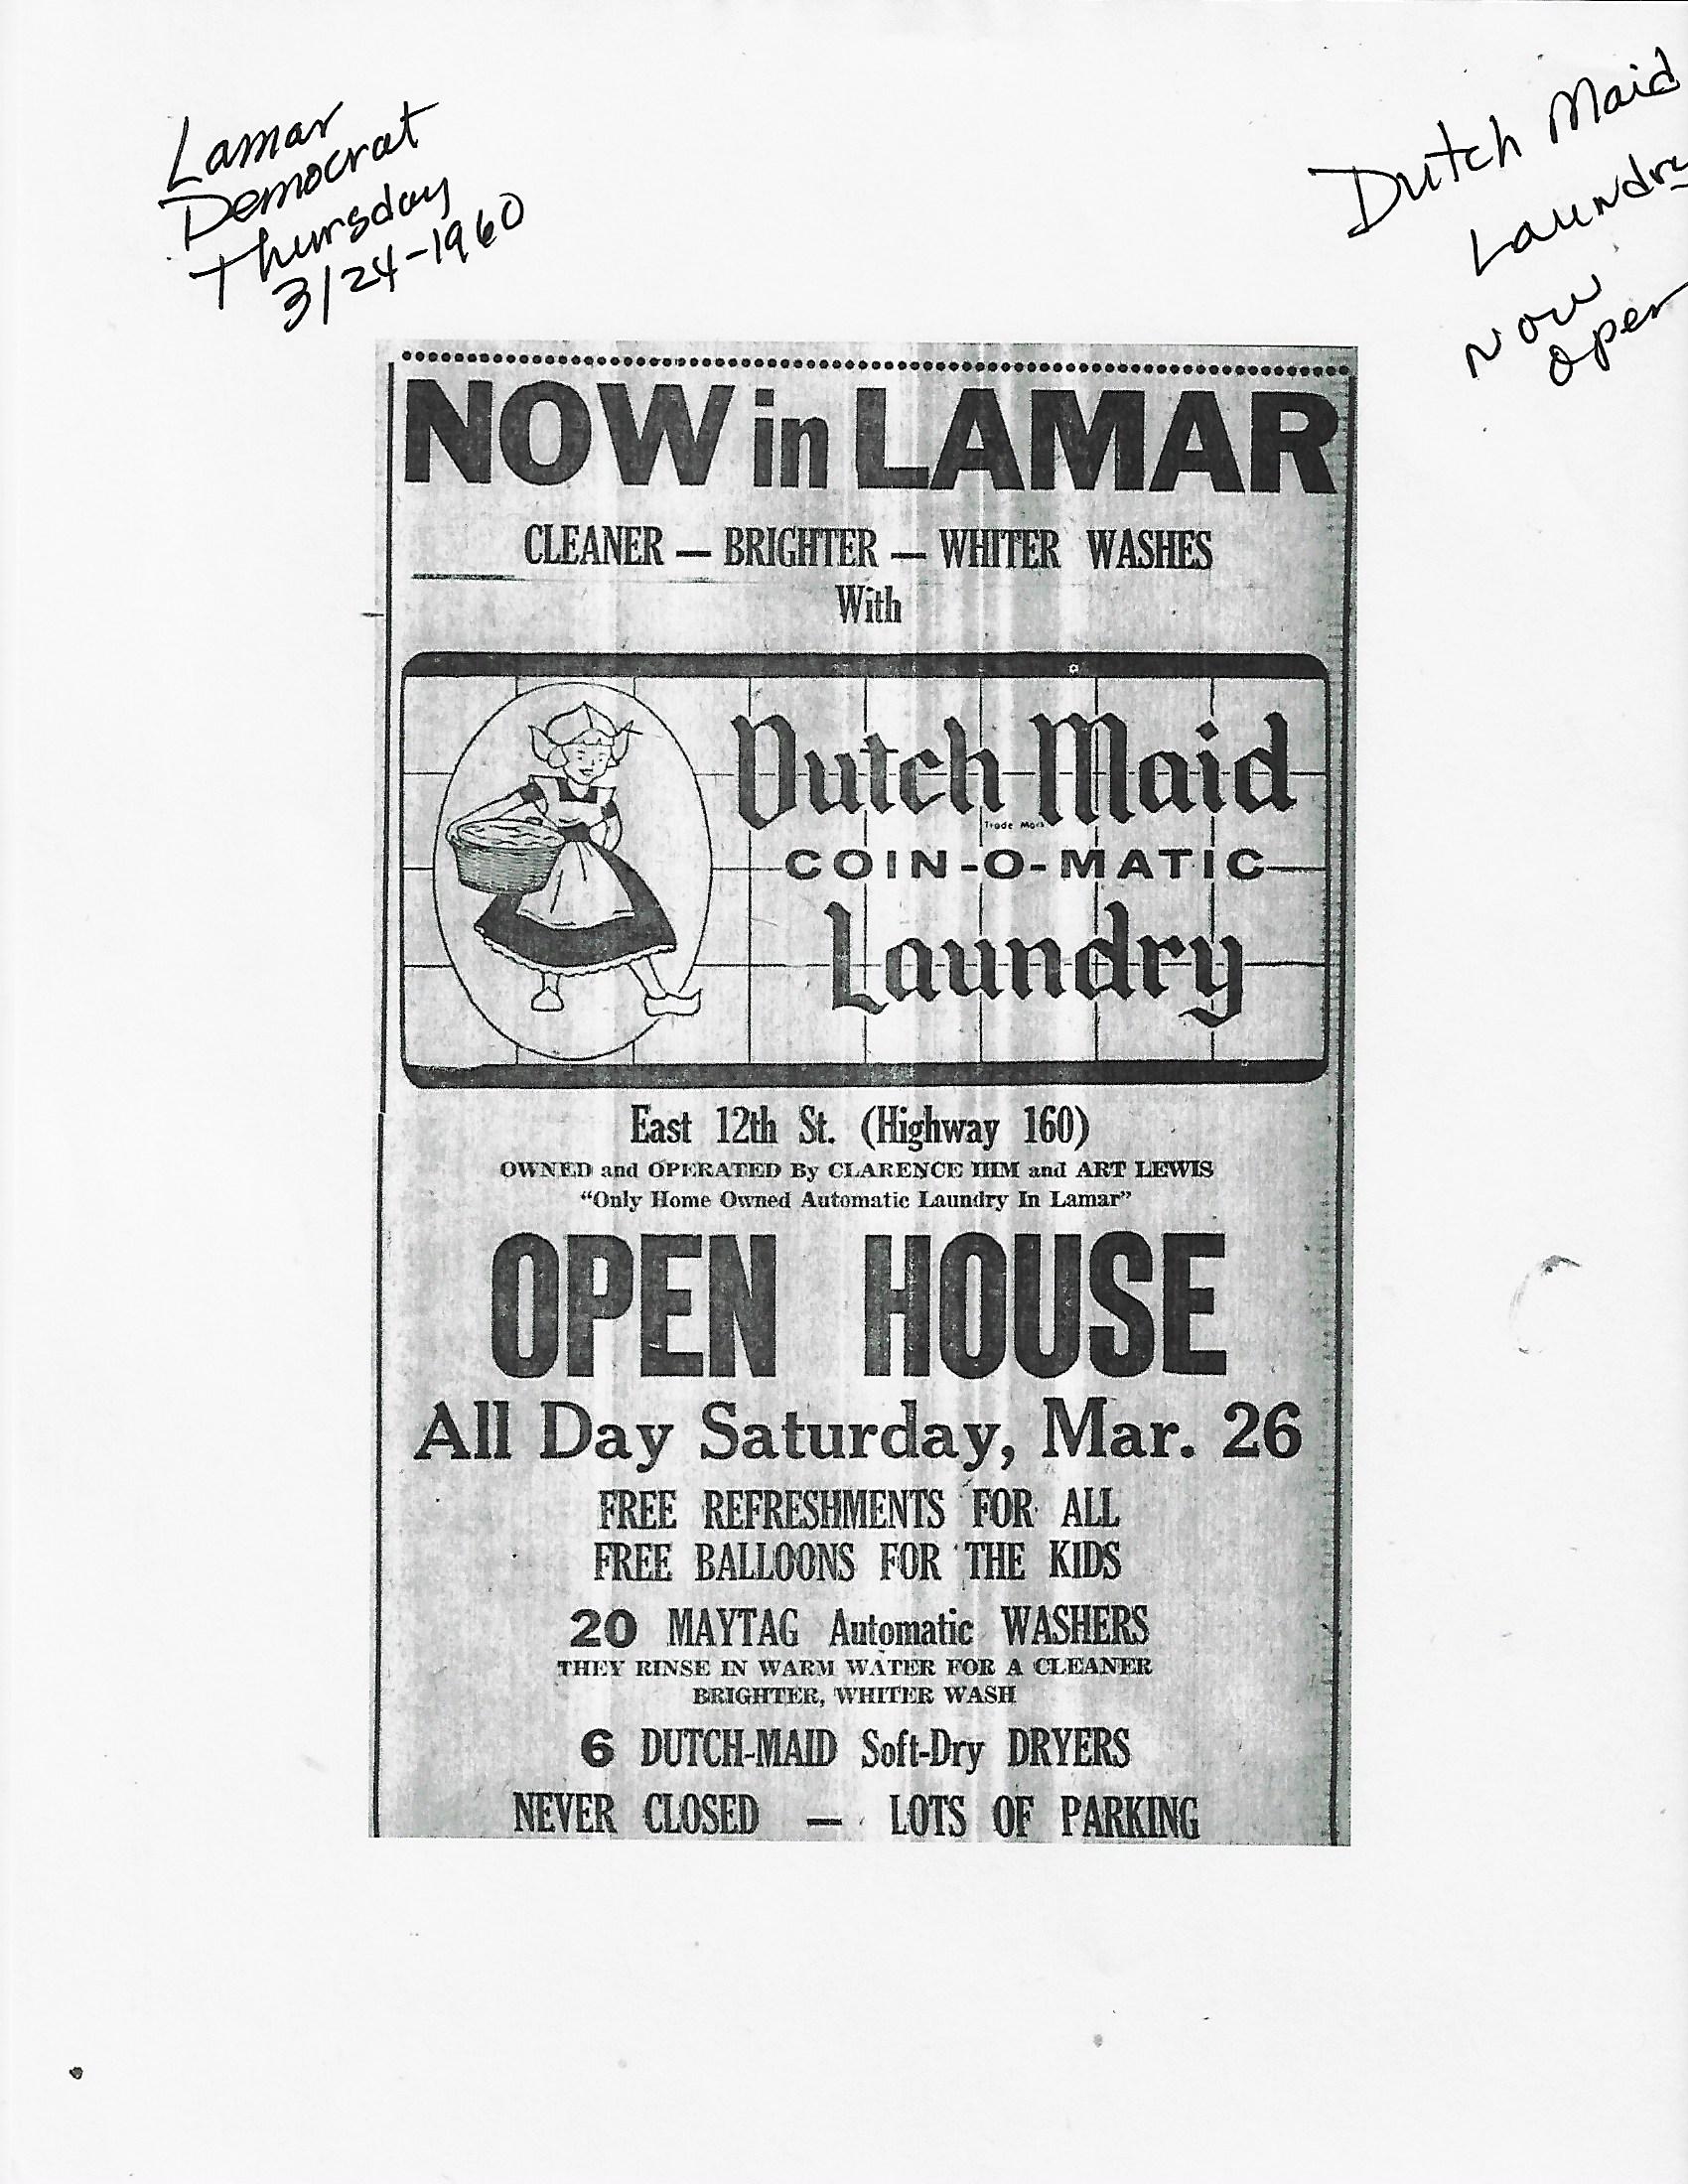 Lamar
Democrat
Thursday
3/24-1960
Dutch Maid
Laundry
Now
Open
NOW in LAMAR
CLEANER — BRIGHTER — WHITER WASHES
With
Dutch Maid
Trade Mark
COIN-O-MATIC
Laundry
East 12th St. (Highway 160)
OWNED and OPERATED By CLARENCE IHM and ART LEWIS
“Only Home Owned Automatic Laundry In Lamar”
OPEN HOUSE
All Day Saturday, Mar. 26
FREE REFRESHMENTS FOR ALL
FREE BALLOONS FOR THE KIDS
20 MAYTAG Automatic WASHERS
THEY RINSE IN WARM WATER FOR A CLEANER
BRIGHTER, WHITER WASH
6 DUTCH-MAID Soft-Dry DRYERS
NEVER CLOSED — LOTS OF PARKING